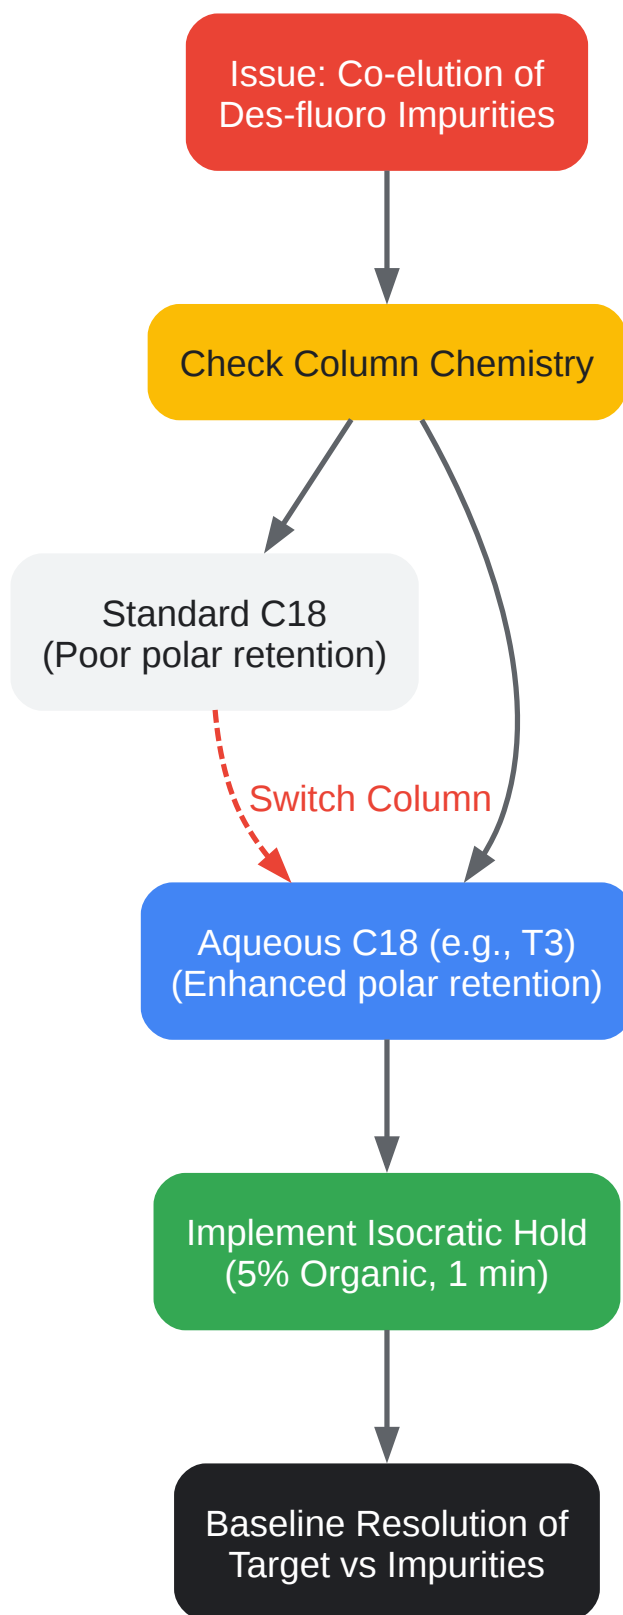 Issue: Co-elution of
Des-fluoro Impurities
Check Column Chemistry
Standard C18
(Poor polar retention)
Switch Column
Aqueous C18 (e.g., T3)
(Enhanced polar retention)
Implement Isocratic Hold
(5% Organic, 1 min)
Baseline Resolution of
Target vs Impurities